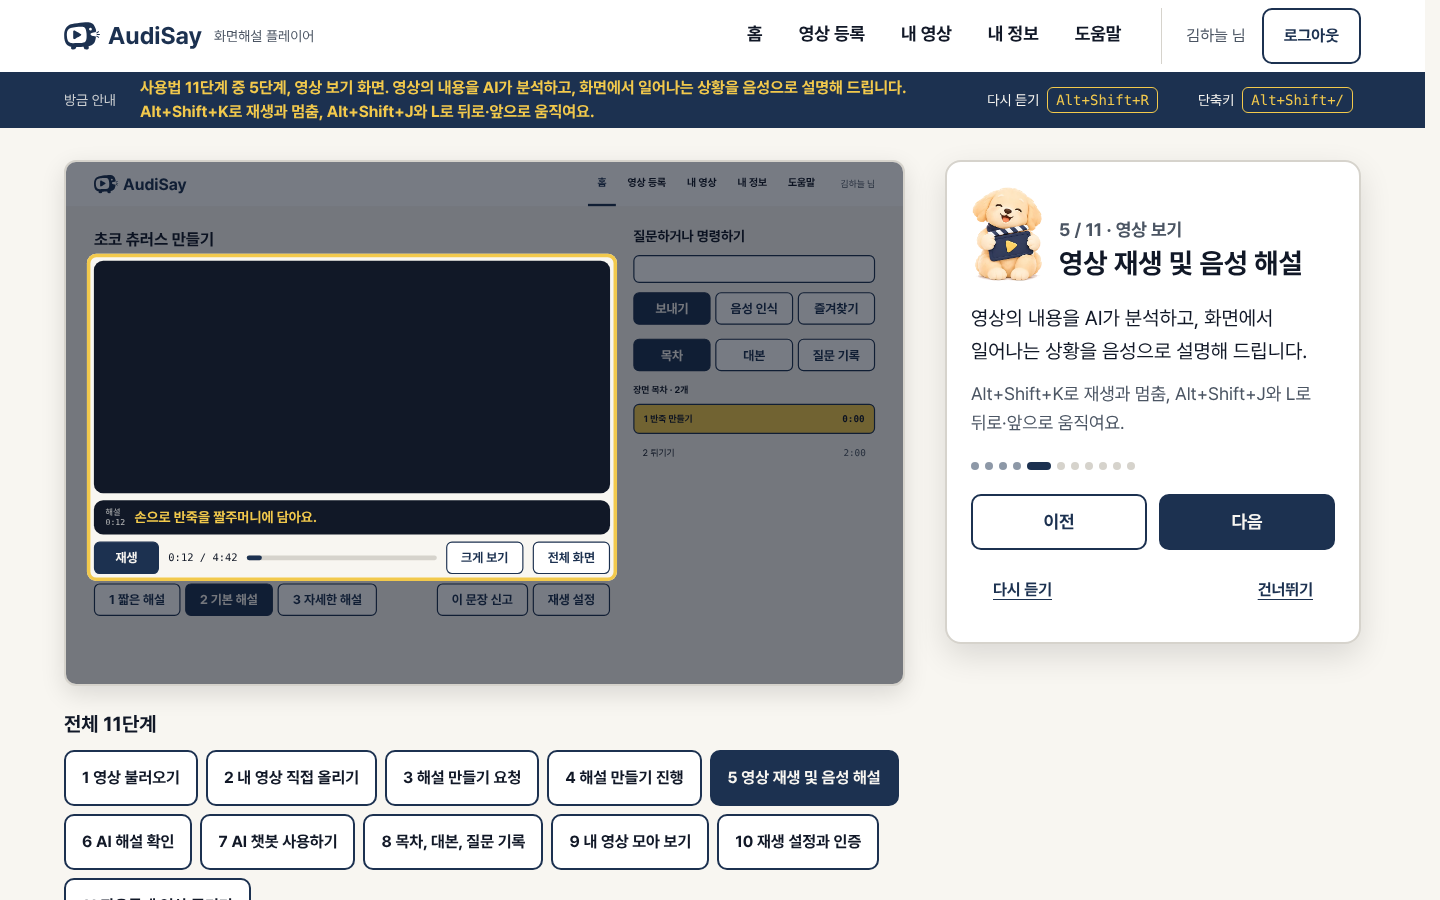 AudiSay 화면해설 플레이어
홈 영상 등록 내 영상 내 정보 도움말 김하늘 님 로그아웃
방금 안내
사용법 11단계 중 5단계, 영상 보기 화면. 영상의 내용을 AI가 분석하고, 화면에서 일어나는 상황을 음성으로 설명해 드립니다.
Alt+Shift+K로 재생과 멈춤, Alt+Shift+J와 L로 뒤로·앞으로 움직여요.
다시 듣기 Alt+Shift+R 단축키 Alt+Shift+/
AudiSay 홈 영상 등록 내 영상 내 정보 도움말 김하늘 님
초코 츄러스 만들기
해설
0:12
손으로 반죽을 짤주머니에 담아요.
재생 0:12 / 4:42 크게 보기 전체 화면
1 짧은 해설 2 기본 해설 3 자세한 해설 이 문장 신고 재생 설정
질문하거나 명령하기
보내기 음성 인식 즐겨찾기
목차 대본 질문 기록
장면 목차 · 2개
1 반죽 만들기 0:00
2 튀기기 2:00
5 / 11 · 영상 보기
영상 재생 및 음성 해설
영상의 내용을 AI가 분석하고, 화면에서
일어나는 상황을 음성으로 설명해 드립니다.
Alt+Shift+K로 재생과 멈춤, Alt+Shift+J와 L로
뒤로·앞으로 움직여요.
이전 다음
다시 듣기 건너뛰기
전체 11단계
1 영상 불러오기 2 내 영상 직접 올리기 3 해설 만들기 요청 4 해설 만들기 진행 5 영상 재생 및 음성 해설
6 AI 해설 확인 7 AI 챗봇 사용하기 8 목차, 대본, 질문 기록 9 내 영상 모아 보기 10 재생 설정과 인증